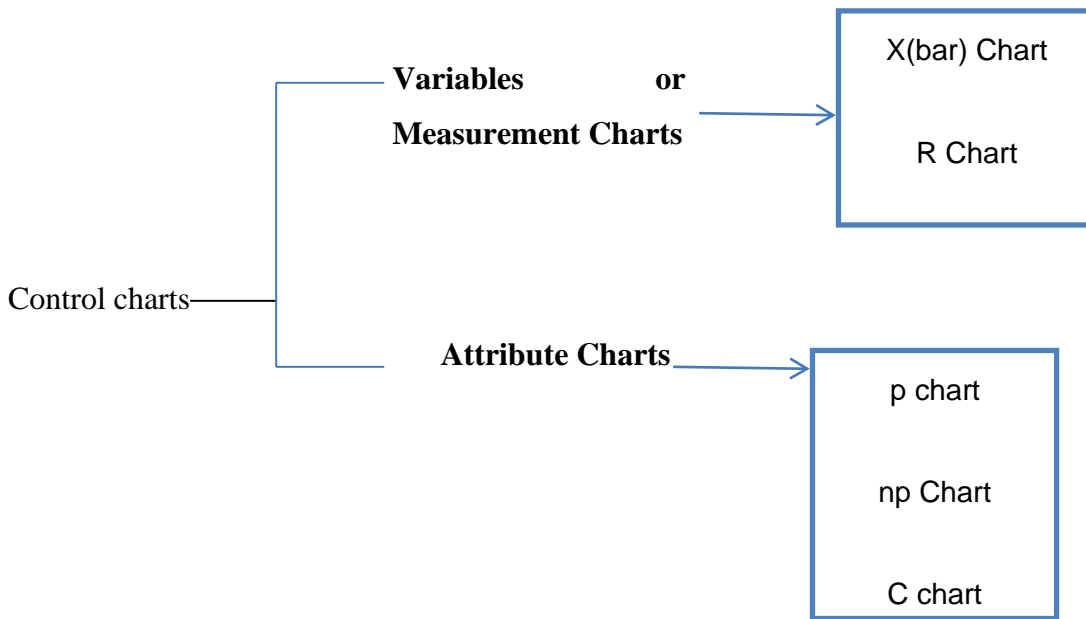 Control charts
Variables or
Measurement Charts
X(bar) Chart
R Chart
Attribute Charts
p chart
np Chart
C chart